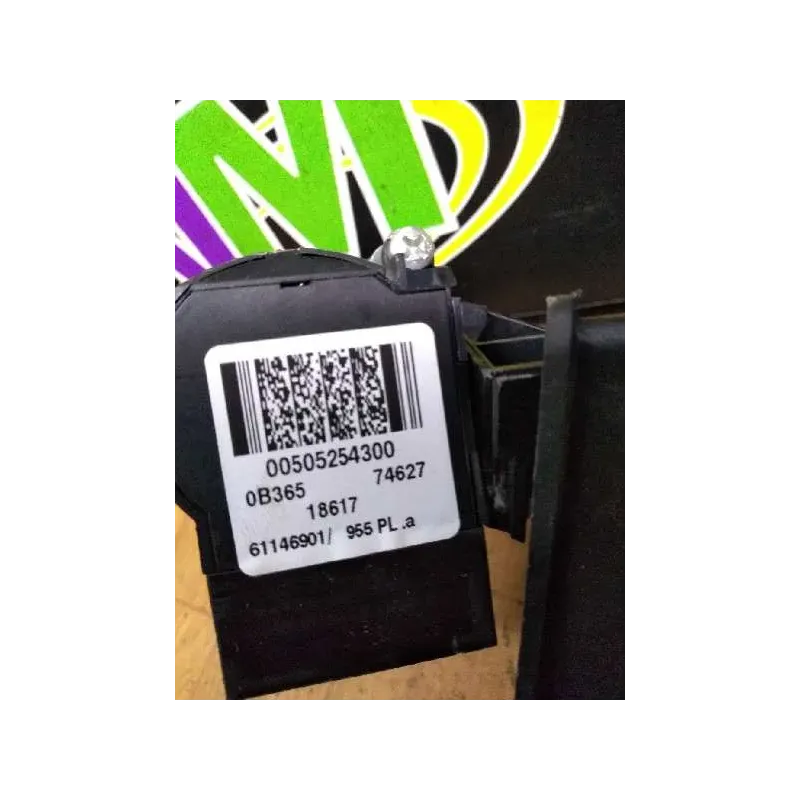 M
00505254300
0B365 74627
18617
61146901/ 955 PL .a